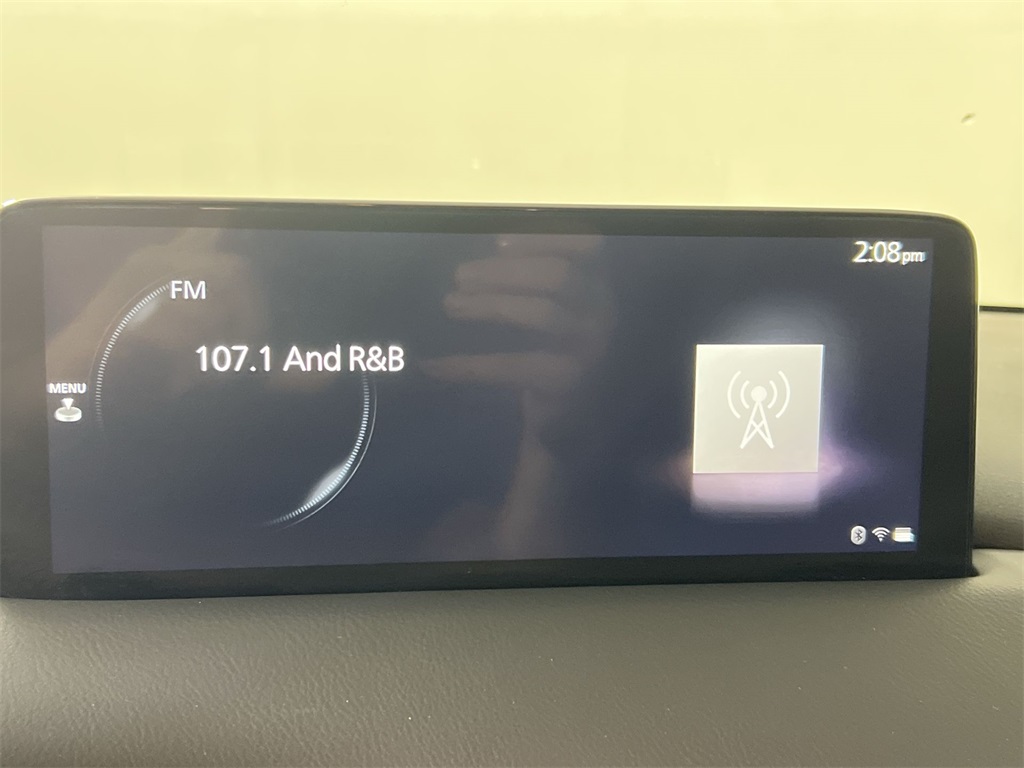 2:08pm
FM
107.1 And R&B
MENU